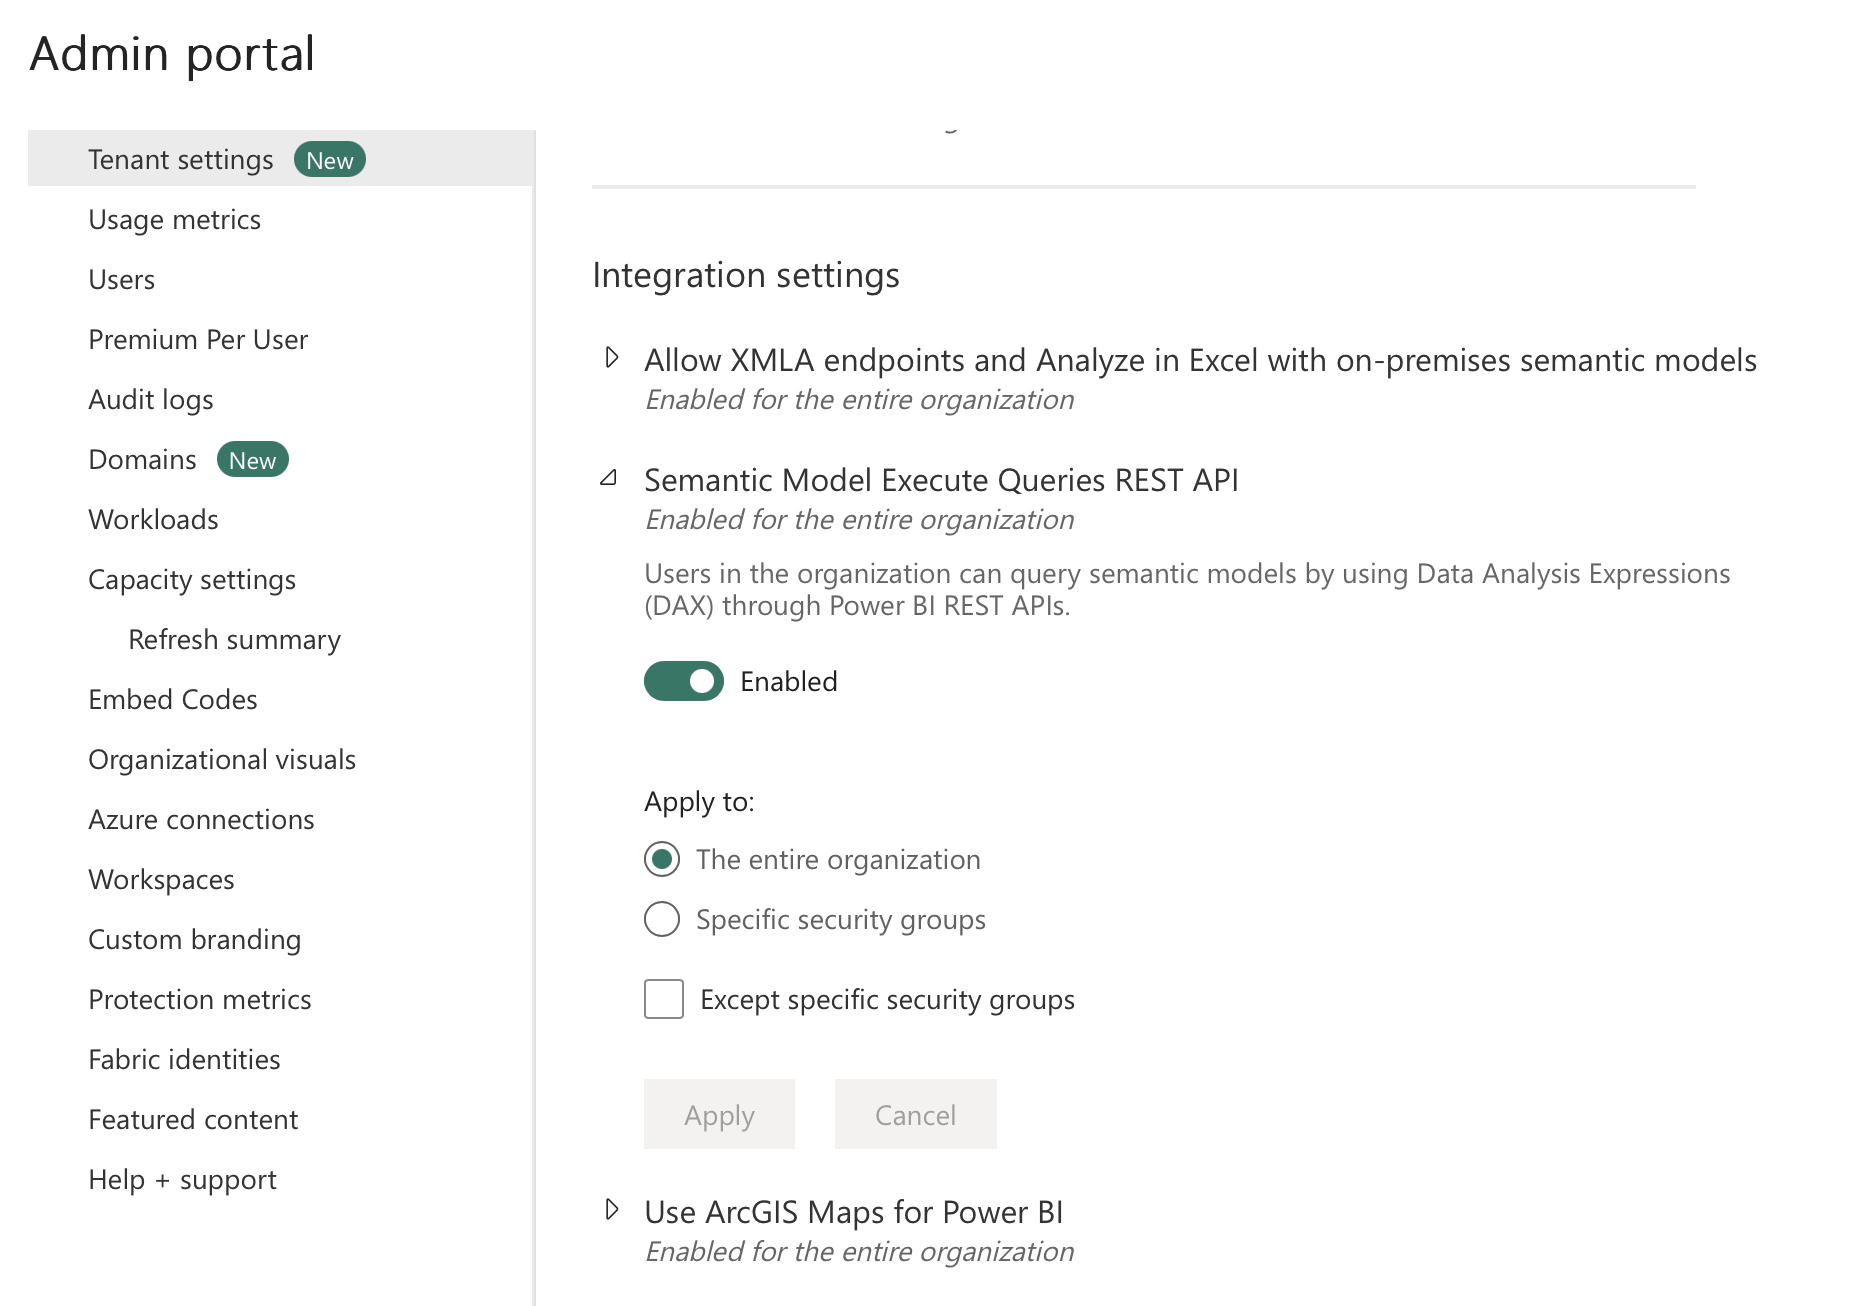 Admin portal
Tenant settings New
Usage metrics
Users
Premium Per User
Audit logs
Domains New
Workloads
Capacity settings
Refresh summary
Embed Codes
Organizational visuals
Azure connections
Workspaces
Custom branding
Protection metrics
Fabric identities
Featured content
Help + support
Integration settings
Allow XMLA endpoints and Analyze in Excel with on-premises semantic models
Enabled for the entire organization
Semantic Model Execute Queries REST API
Enabled for the entire organization
Users in the organization can query semantic models by using Data Analysis Expressions
(DAX) through Power BI REST APIs.
Enabled
Apply to:
The entire organization
Specific security groups
Except specific security groups
Apply Cancel
Use ArcGIS Maps for Power BI
Enabled for the entire organization